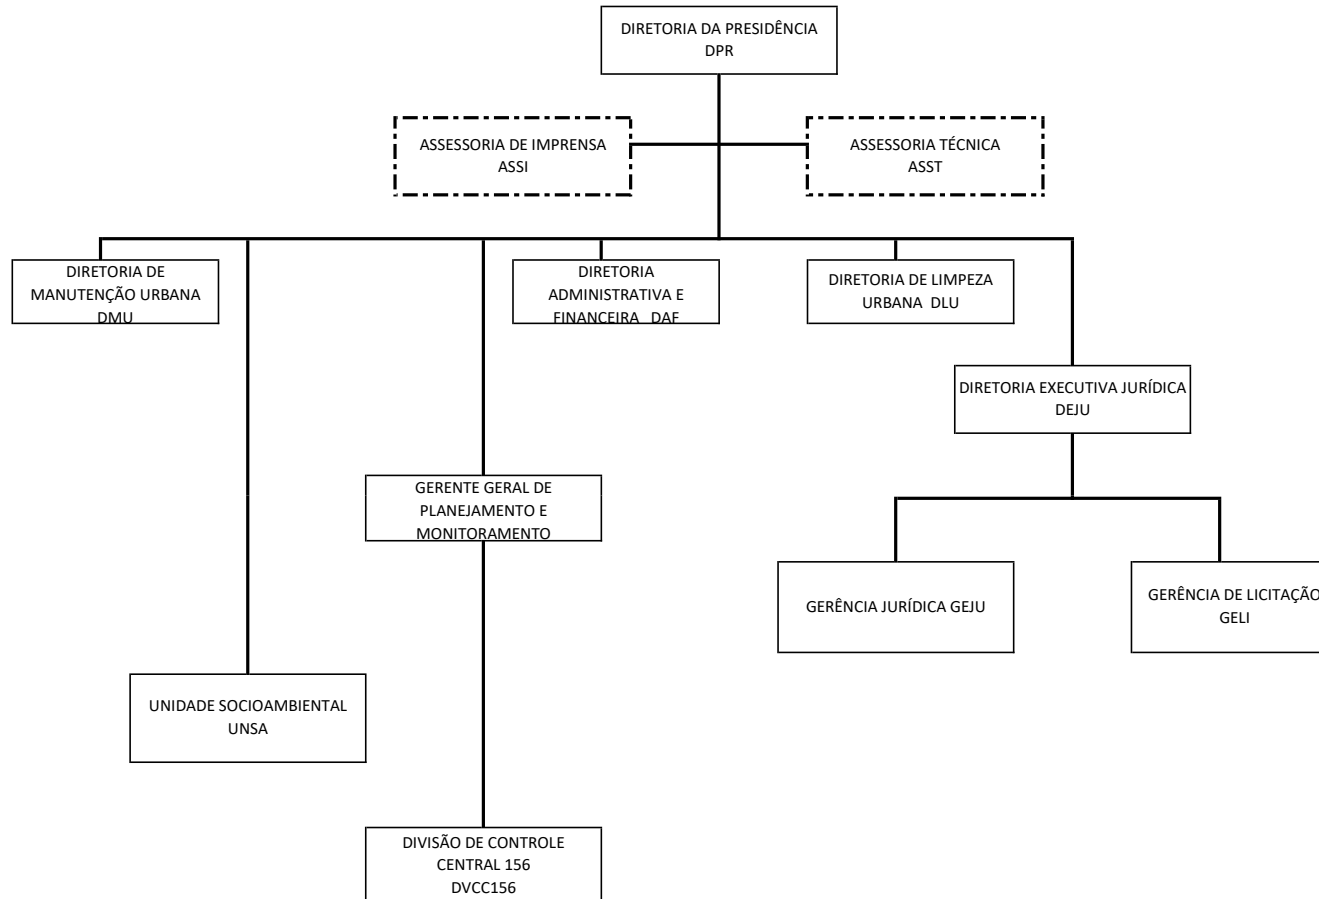 DIRETORIA DA PRESIDÊNCIA
DPR
ASSESSORIA DE IMPRENSA
ASSI
ASSESSORIA TÉCNICA
ASST
DIRETORIA DE
MANUTENÇÃO URBANA
DMU
DIRETORIA
ADMINISTRATIVA E
FINANCEIRA DAF
DIRETORIA DE LIMPEZA
URBANA DLU
DIRETORIA EXECUTIVA JURÍDICA
DEJU
GERENTE GERAL DE
PLANEJAMENTO E
MONITORAMENTO
GERÊNCIA JURÍDICA GEJU
GERÊNCIA DE LICITAÇÃO
GELI
UNIDADE SOCIOAMBIENTAL
UNSA
DIVISÃO DE CONTROLE
CENTRAL 156
DVCC156